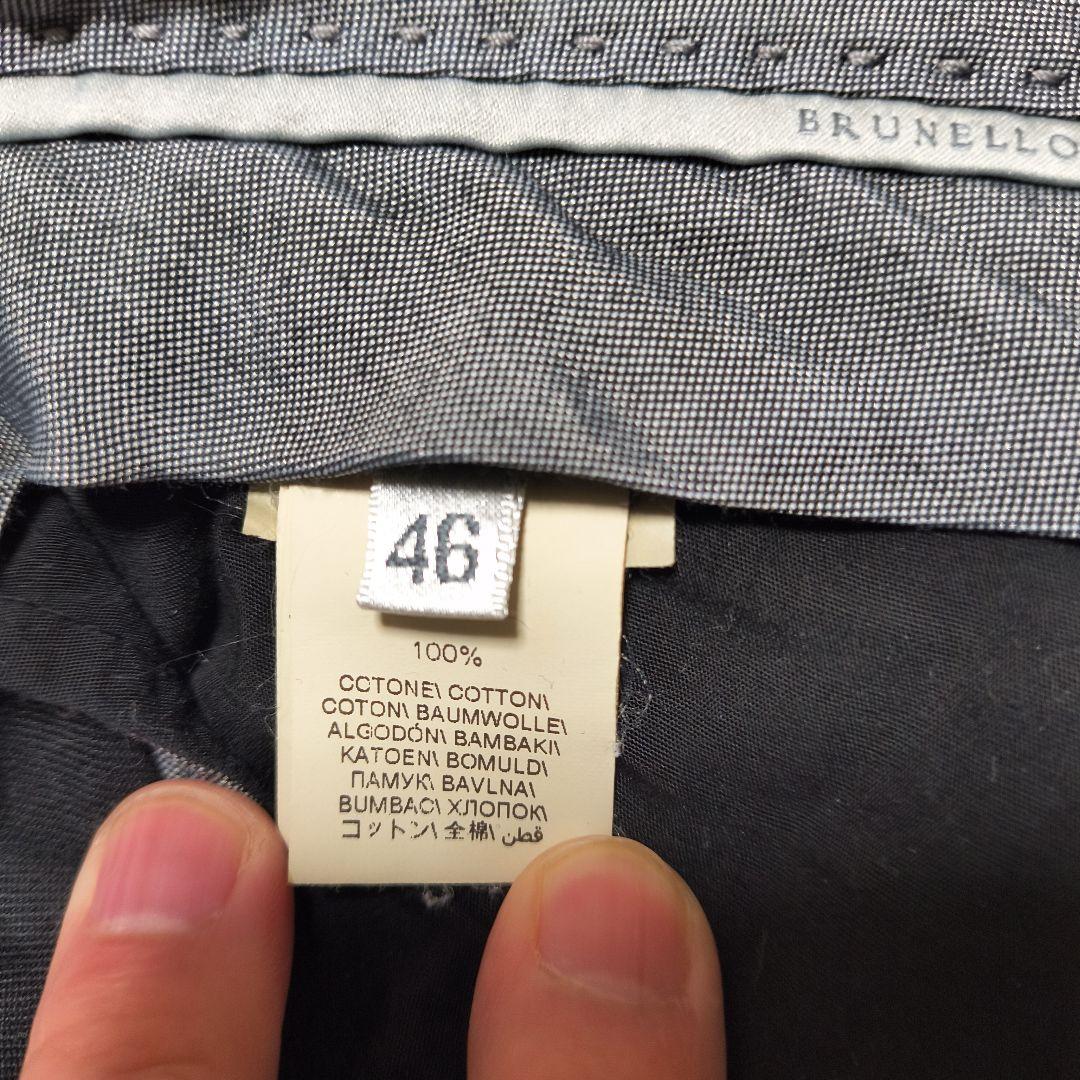 BRUNELLO
46
100%
COTONE\ COTTON\
COTON\ BAUMWOLLE\
ALGODÓN\ BAMBAKI\
KATOEN\ BOMULD\
ПАМУК\ BAVLNA\
BUMBAC\ ХЛОПОК\
コットン\ 全棉\ قطن